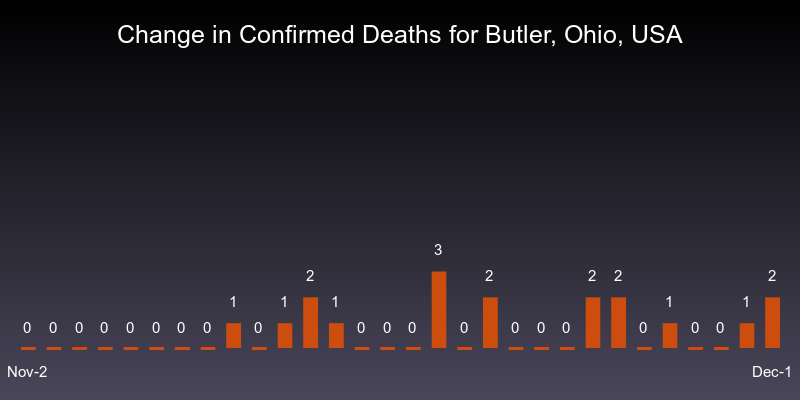 Change in Confirmed Deaths for Butler, Ohio, USA
3
2 2 2 2 2
1 1 1 1 1
0 0 0 0 0 0 0 0 0 0 0 0 0 0 0 0 0 0 0
Nov-2 Dec-1